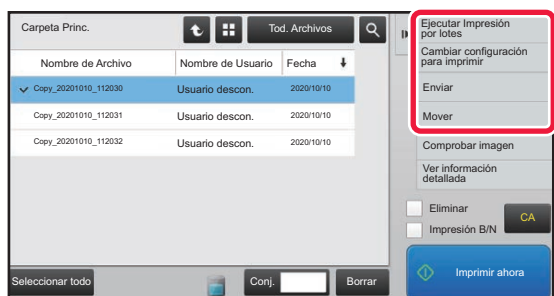 Carpeta Princ.
Tod. Archivos
Nombre de Archivo
Nombre de Usuario
Fecha
Copy_20201010_112030
Usuario descon.
2020/10/10
Copy_20201010_112031
Usuario descon.
2020/10/10
Copy_20201010_112032
Usuario descon.
2020/10/10
Seleccionar todo
Conj.
Borrar
Ejecutar Impresión
por lotes
Cambiar configuración
para imprimir
Enviar
Mover
Comprobar imagen
Ver información
detallada
Eliminar
Impresión B/N
CA
Imprimir ahora